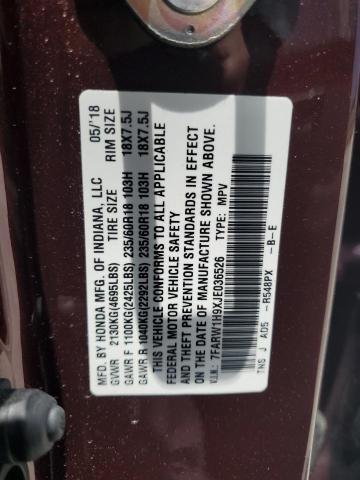 MFD. BY HONDA MFG. OF INDIANA, LLC 05/'18
GVWR 2130KG(4695LBS) TIRE SIZE RIM SIZE
GAWR F 1100KG(2425LBS) 235/60R18 103H 18X7.5J
GAWR R 1040KG(2292LBS) 235/60R18 103H 18X7.5J
THIS VEHICLE CONFORMS TO ALL APPLICABLE
FEDERAL MOTOR VEHICLE SAFETY
AND THEFT PREVENTION STANDARDS IN EFFECT
ON THE DATE OF MANUFACTURE SHOWN ABOVE.
V.I.N.: 7FARW1H9XJE036526 TYPE: MPV
TNS J A05 -R548PX -B-E